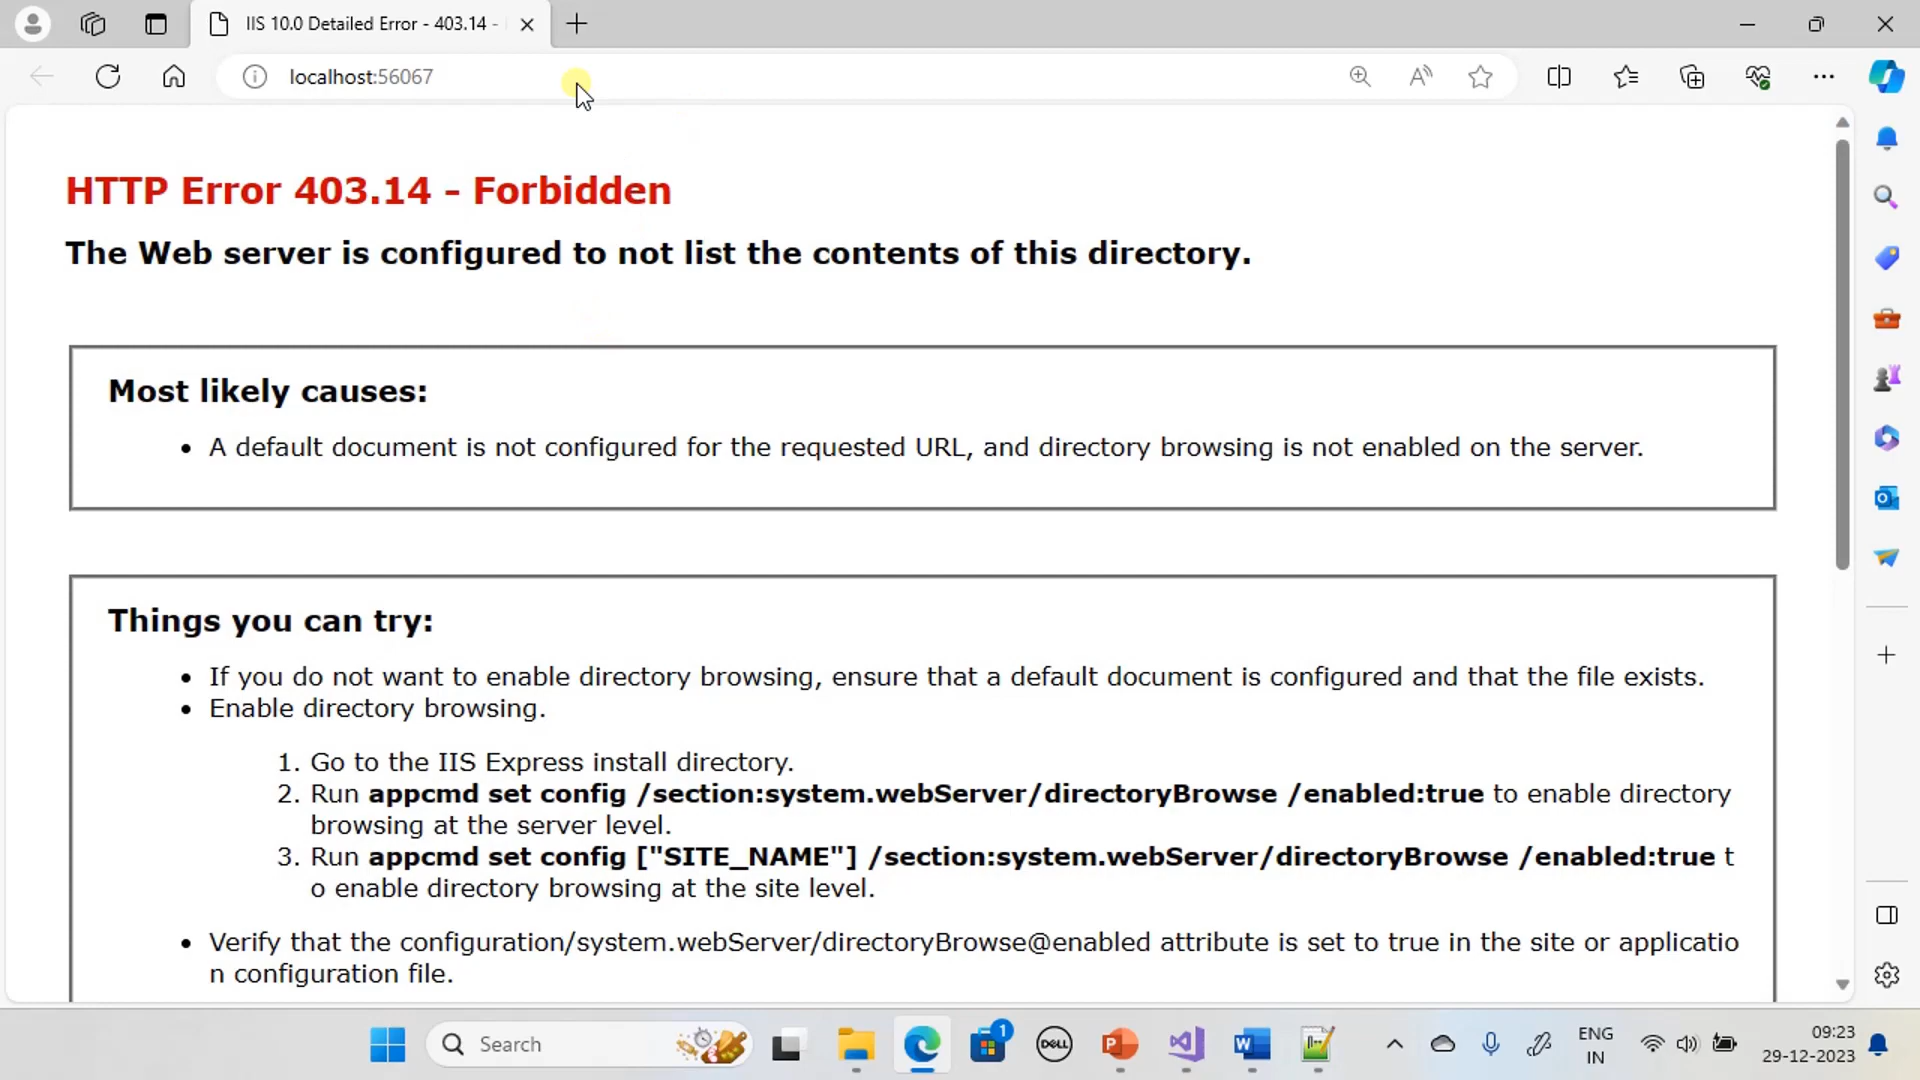 IIS 10.0 Detailed Error - 403.14 -
localhost:56067
HTTP Error 403.14 - Forbidden
The Web server is configured to not list the contents of this directory.
Most likely causes:
• A default document is not configured for the requested URL, and directory browsing is not enabled on the server.
Things you can try:
• If you do not want to enable directory browsing, ensure that a default document is configured and that the file exists.
• Enable directory browsing.
1. Go to the IIS Express install directory.
2. Run appcmd set config /section:system.webServer/directoryBrowse /enabled:true to enable directory
browsing at the server level.
3. Run appcmd set config ["SITE_NAME"] /section:system.webServer/directoryBrowse /enabled:true t
o enable directory browsing at the site level.
• Verify that the configuration/system.webServer/directoryBrowse@enabled attribute is set to true in the site or applicatio
n configuration file.
Search
1
DELL
ENG
IN
09:23
29-12-2023